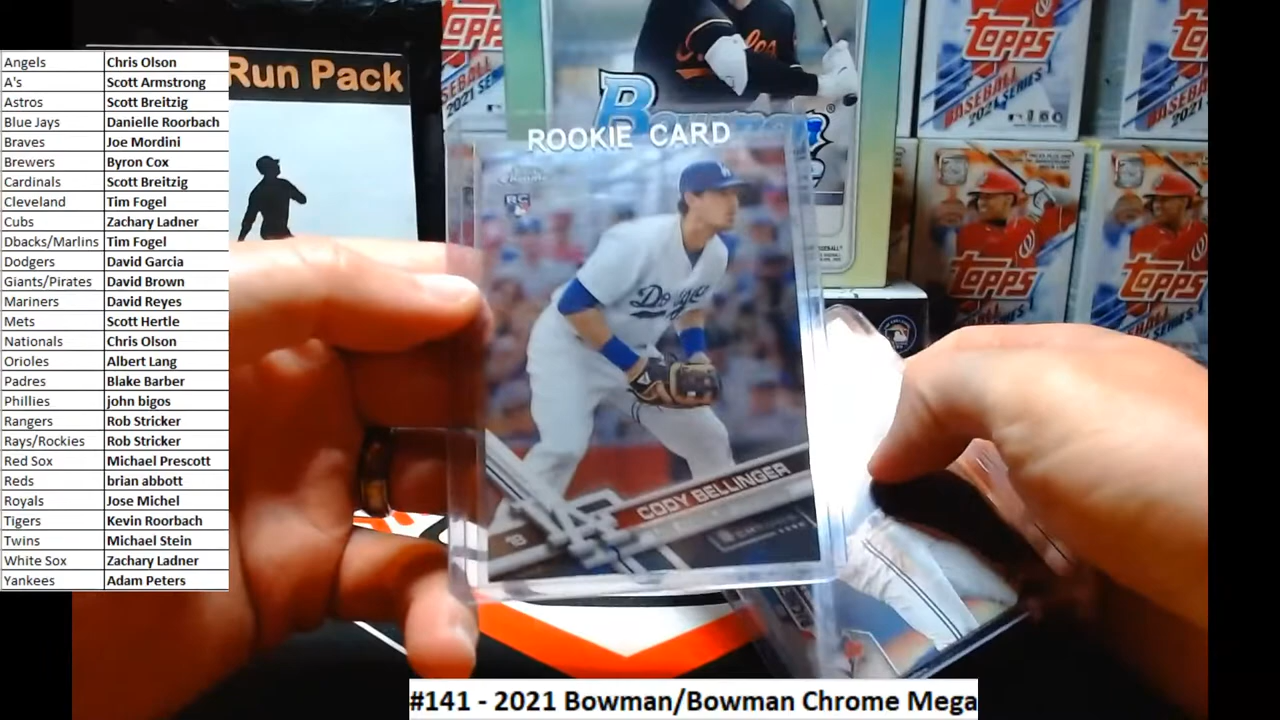 Angels Chris Olson
A's Scott Armstrong
Astros Scott Breitzig
Blue Jays Danielle Roorbach
Braves Joe Mordini
Brewers Byron Cox
Cardinals Scott Breitzig
Cleveland Tim Fogel
Cubs Zachary Ladner
Dbacks/Marlins Tim Fogel
Dodgers David Garcia
Giants/Pirates David Brown
Mariners David Reyes
Mets Scott Hertle
Nationals Chris Olson
Orioles Albert Lang
Padres Blake Barber
Phillies john bigos
Rangers Rob Stricker
Rays/Rockies Rob Stricker
Red Sox Michael Prescott
Reds brian abbott
Royals Jose Michel
Tigers Kevin Roorbach
Twins Michael Stein
White Sox Zachary Ladner
Yankees Adam Peters
Run Pack
ROOKIE CARD
RC
Dodgers
CODY BELLINGER
TOPPS
BASEBALL
2021 SERIES
TOPPS
BASEBALL
2021 SERIES 1
TOPPS
TOPPS
#141 - 2021 Bowman/Bowman Chrome Mega